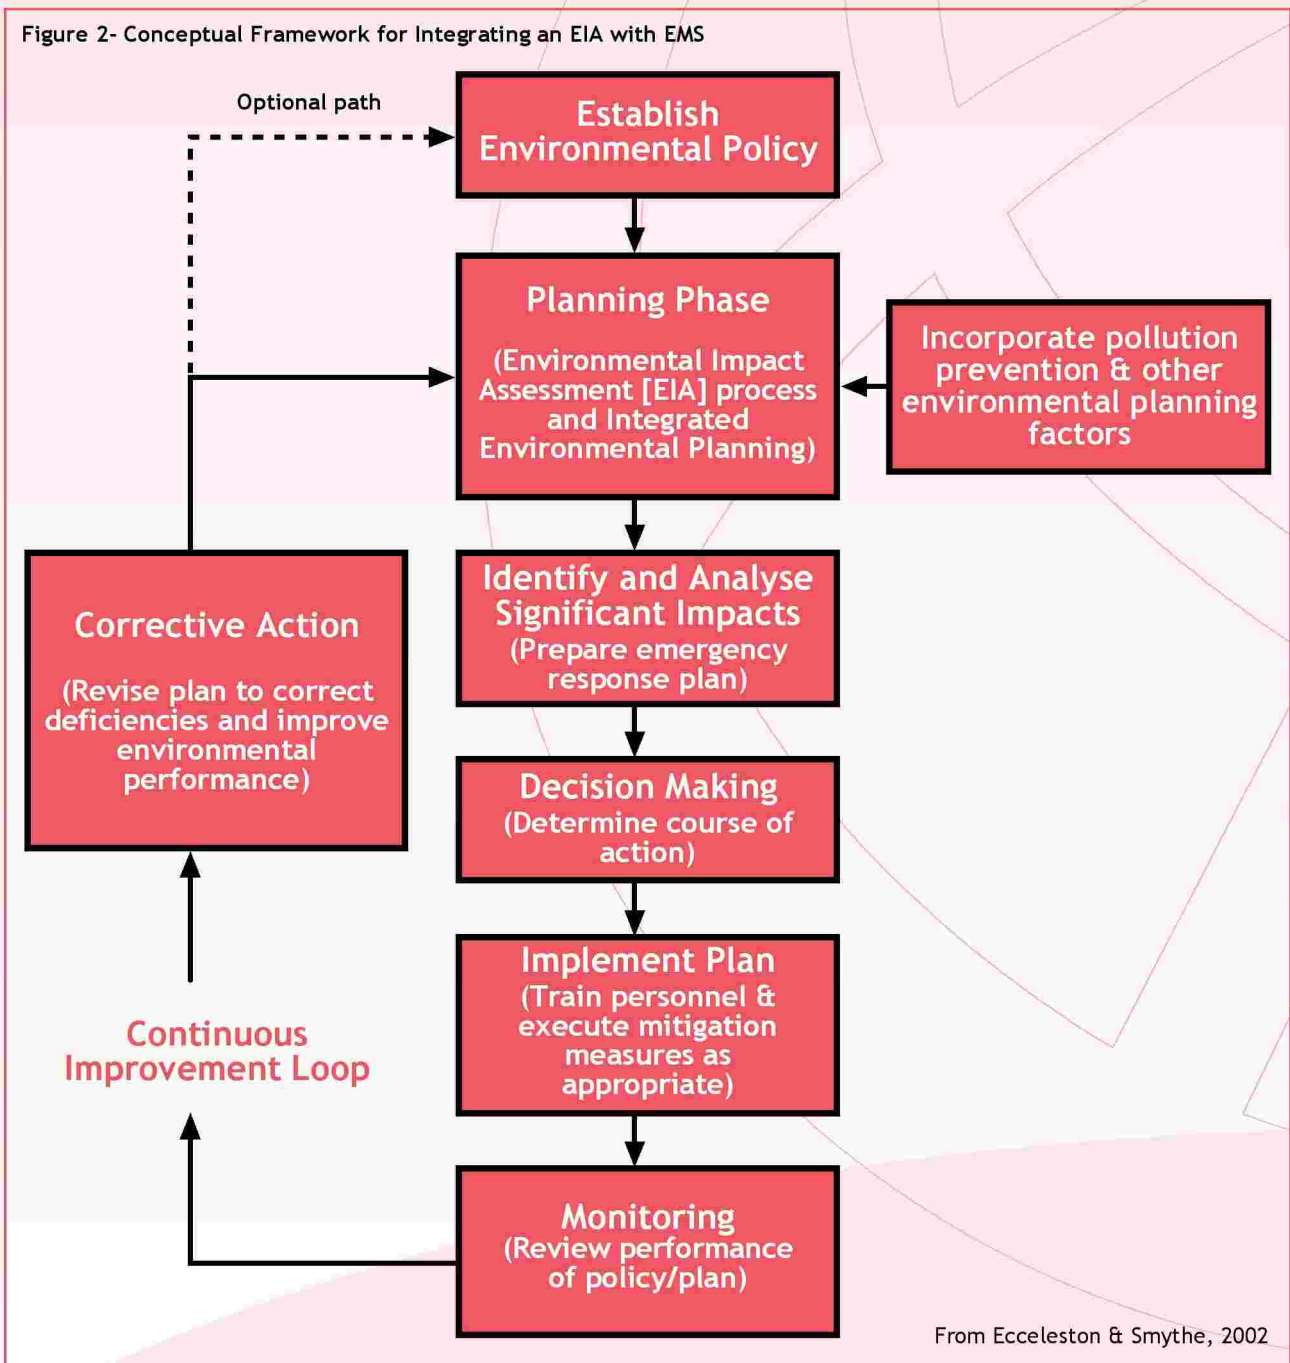 Figure 2- Conceptual Framework for Integrating an EIA with EMS
Optional path
Establish
Environmental Policy
Planning Phase
(Environmental Impact
Assessment [EIA] process
and Integrated
Environmental Planning)
Incorporate pollution
prevention & other
environmental planning
factors
Identify and Analyse
Significant Impacts
(Prepare emergency
response plan)
Corrective Action
(Revise plan to correct
deficiencies and improve
environmental
performance)
Decision Making
(Determine course of
action)
Implement Plan
(Train personnel &
execute mitigation
measures as
appropriate)
Continuous
Improvement Loop
Monitoring
(Review performance
of policy/plan)
From Ecceleston & Smythe, 2002